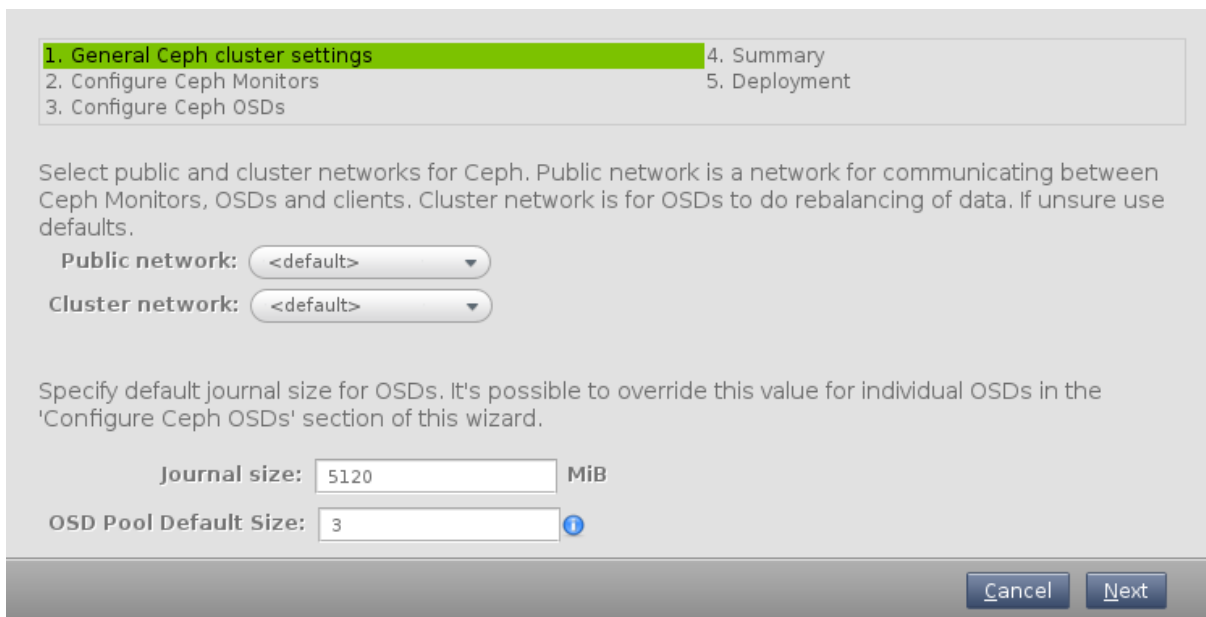 1. General Ceph cluster settings
2. Configure Ceph Monitors
3. Configure Ceph OSDs
4. Summary
5. Deployment
Select public and cluster networks for Ceph. Public network is a network for communicating between
Ceph Monitors, OSDs and clients. Cluster network is for OSDs to do rebalancing of data. If unsure use
defaults.
Public network: <default>
Cluster network: <default>
Specify default journal size for OSDs. It's possible to override this value for individual OSDs in the
'Configure Ceph OSDs' section of this wizard.
Journal size: 5120 MiB
OSD Pool Default Size: 3
Cancel Next